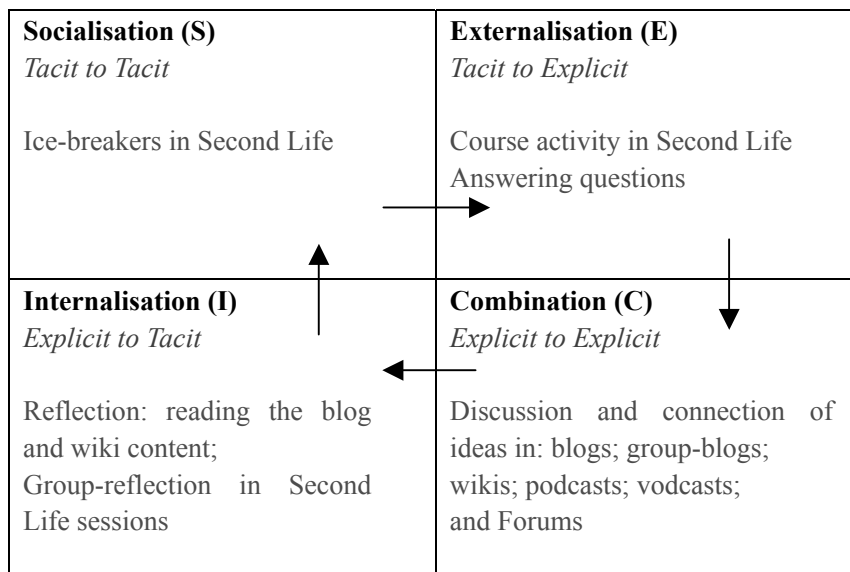 Socialisation (S)
Tacit to Tacit
Ice-breakers in Second Life
Externalisation (E)
Tacit to Explicit
Course activity in Second Life
Answering questions
Internalisation (I)
Explicit to Tacit
Reflection: reading the blog
and wiki content;
Group-reflection in Second
Life sessions
Combination (C)
Explicit to Explicit
Discussion and connection of
ideas in: blogs; group-blogs;
wikis; podcasts; vodcasts;
and Forums